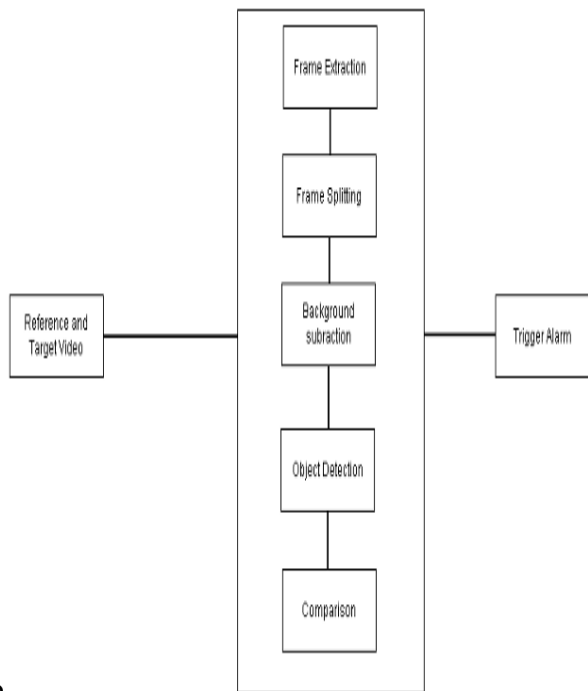 Frame Extraction
Frame Splitting
Reference and
Target Video
Background
subraction
Trigger Alarm
Object Detection
Comparison